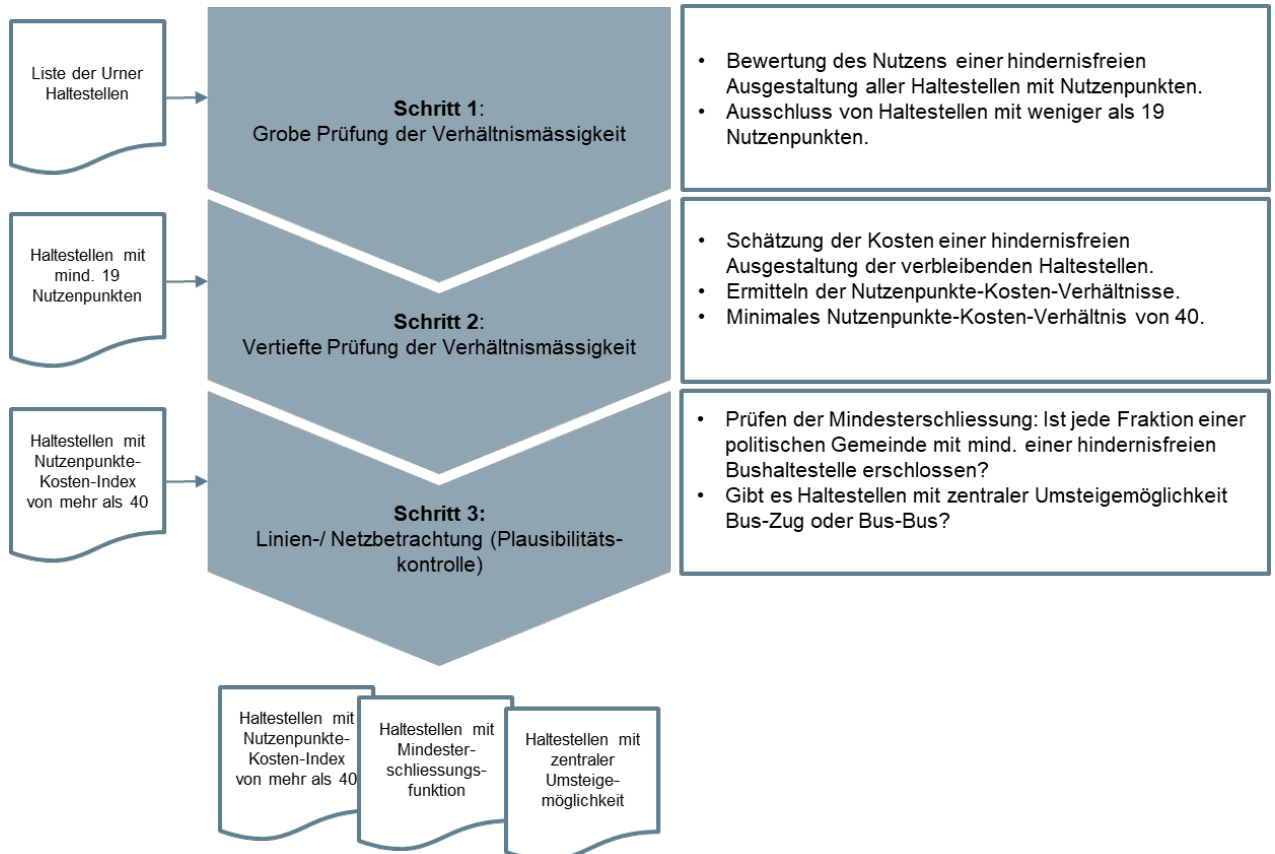 Liste der Urner
Haltestellen
Schritt 1:
Grobe Prüfung der Verhältnismässigkeit
• Bewertung des Nutzens einer hindernisfreien
Ausgestaltung aller Haltestellen mit Nutzenpunkten.
• Ausschluss von Haltestellen mit weniger als 19
Nutzenpunkten.
Haltestellen mit
mind. 19
Nutzenpunkten
Schritt 2:
Vertiefte Prüfung der Verhältnismässigkeit
• Schätzung der Kosten einer hindernisfreien
Ausgestaltung der verbleibenden Haltestellen.
• Ermitteln der Nutzenpunkte-Kosten-Verhältnisse.
• Minimales Nutzenpunkte-Kosten-Verhältnis von 40.
Haltestellen mit
Nutzenpunkte-
Kosten-Index
von mehr als 40
Schritt 3:
Linien-/ Netzbetrachtung (Plausibilitäts-
kontrolle)
• Prüfen der Mindesterschliessung: Ist jede Fraktion einer
politischen Gemeinde mit mind. einer hindernisfreien
Bushaltestelle erschlossen?
• Gibt es Haltestellen mit zentraler Umsteigemöglichkeit
Bus-Zug oder Bus-Bus?
Haltestellen mit
Nutzenpunkte-
Kosten-Index
von mehr als 40
Haltestellen mit
Mindester-
schliessungs-
funktion
Haltestellen mit
zentraler
Umsteige-
möglichkeit